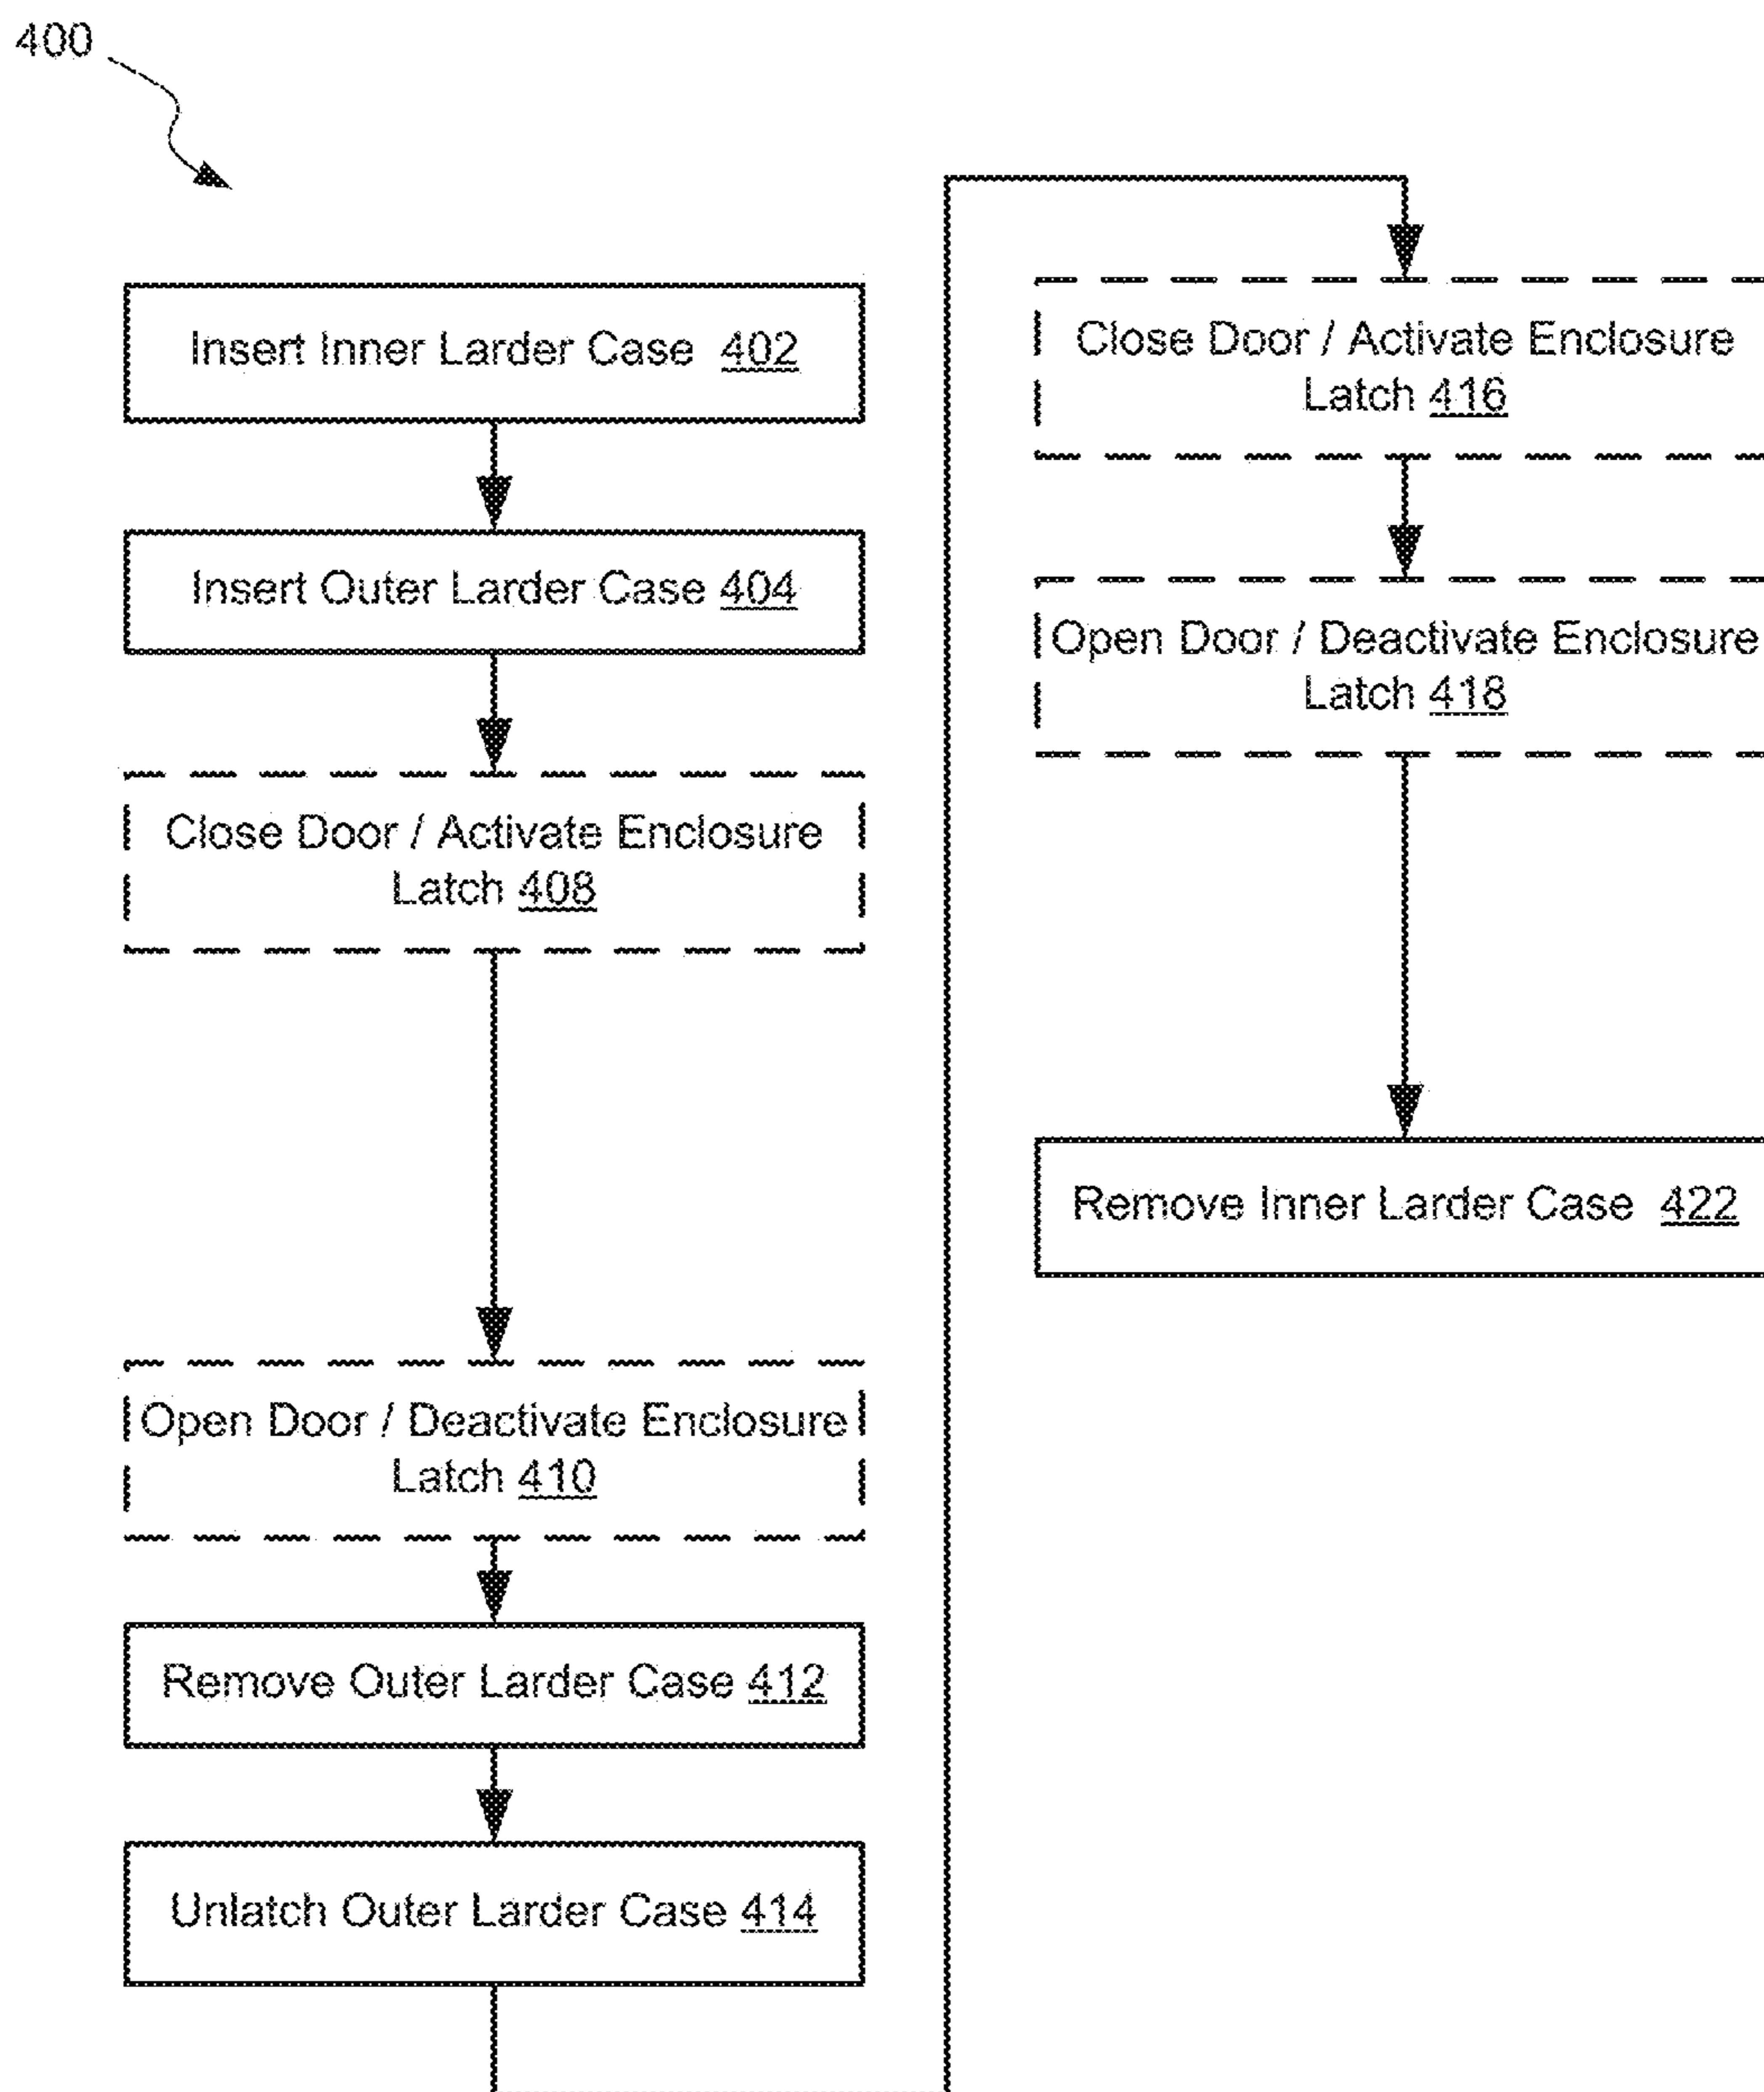 400
Insert Inner Larder Case 402
Insert Outer Larder Case 404
Close Door / Activate Enclosure
Latch 408
Open Door / Deactivate Enclosure
Latch 410
Remove Outer Larder Case 412
Unlatch Outer Larder Case 414
Close Door / Activate Enclosure
Latch 416
Open Door / Deactivate Enclosure
Latch 418
Remove Inner Larder Case 422